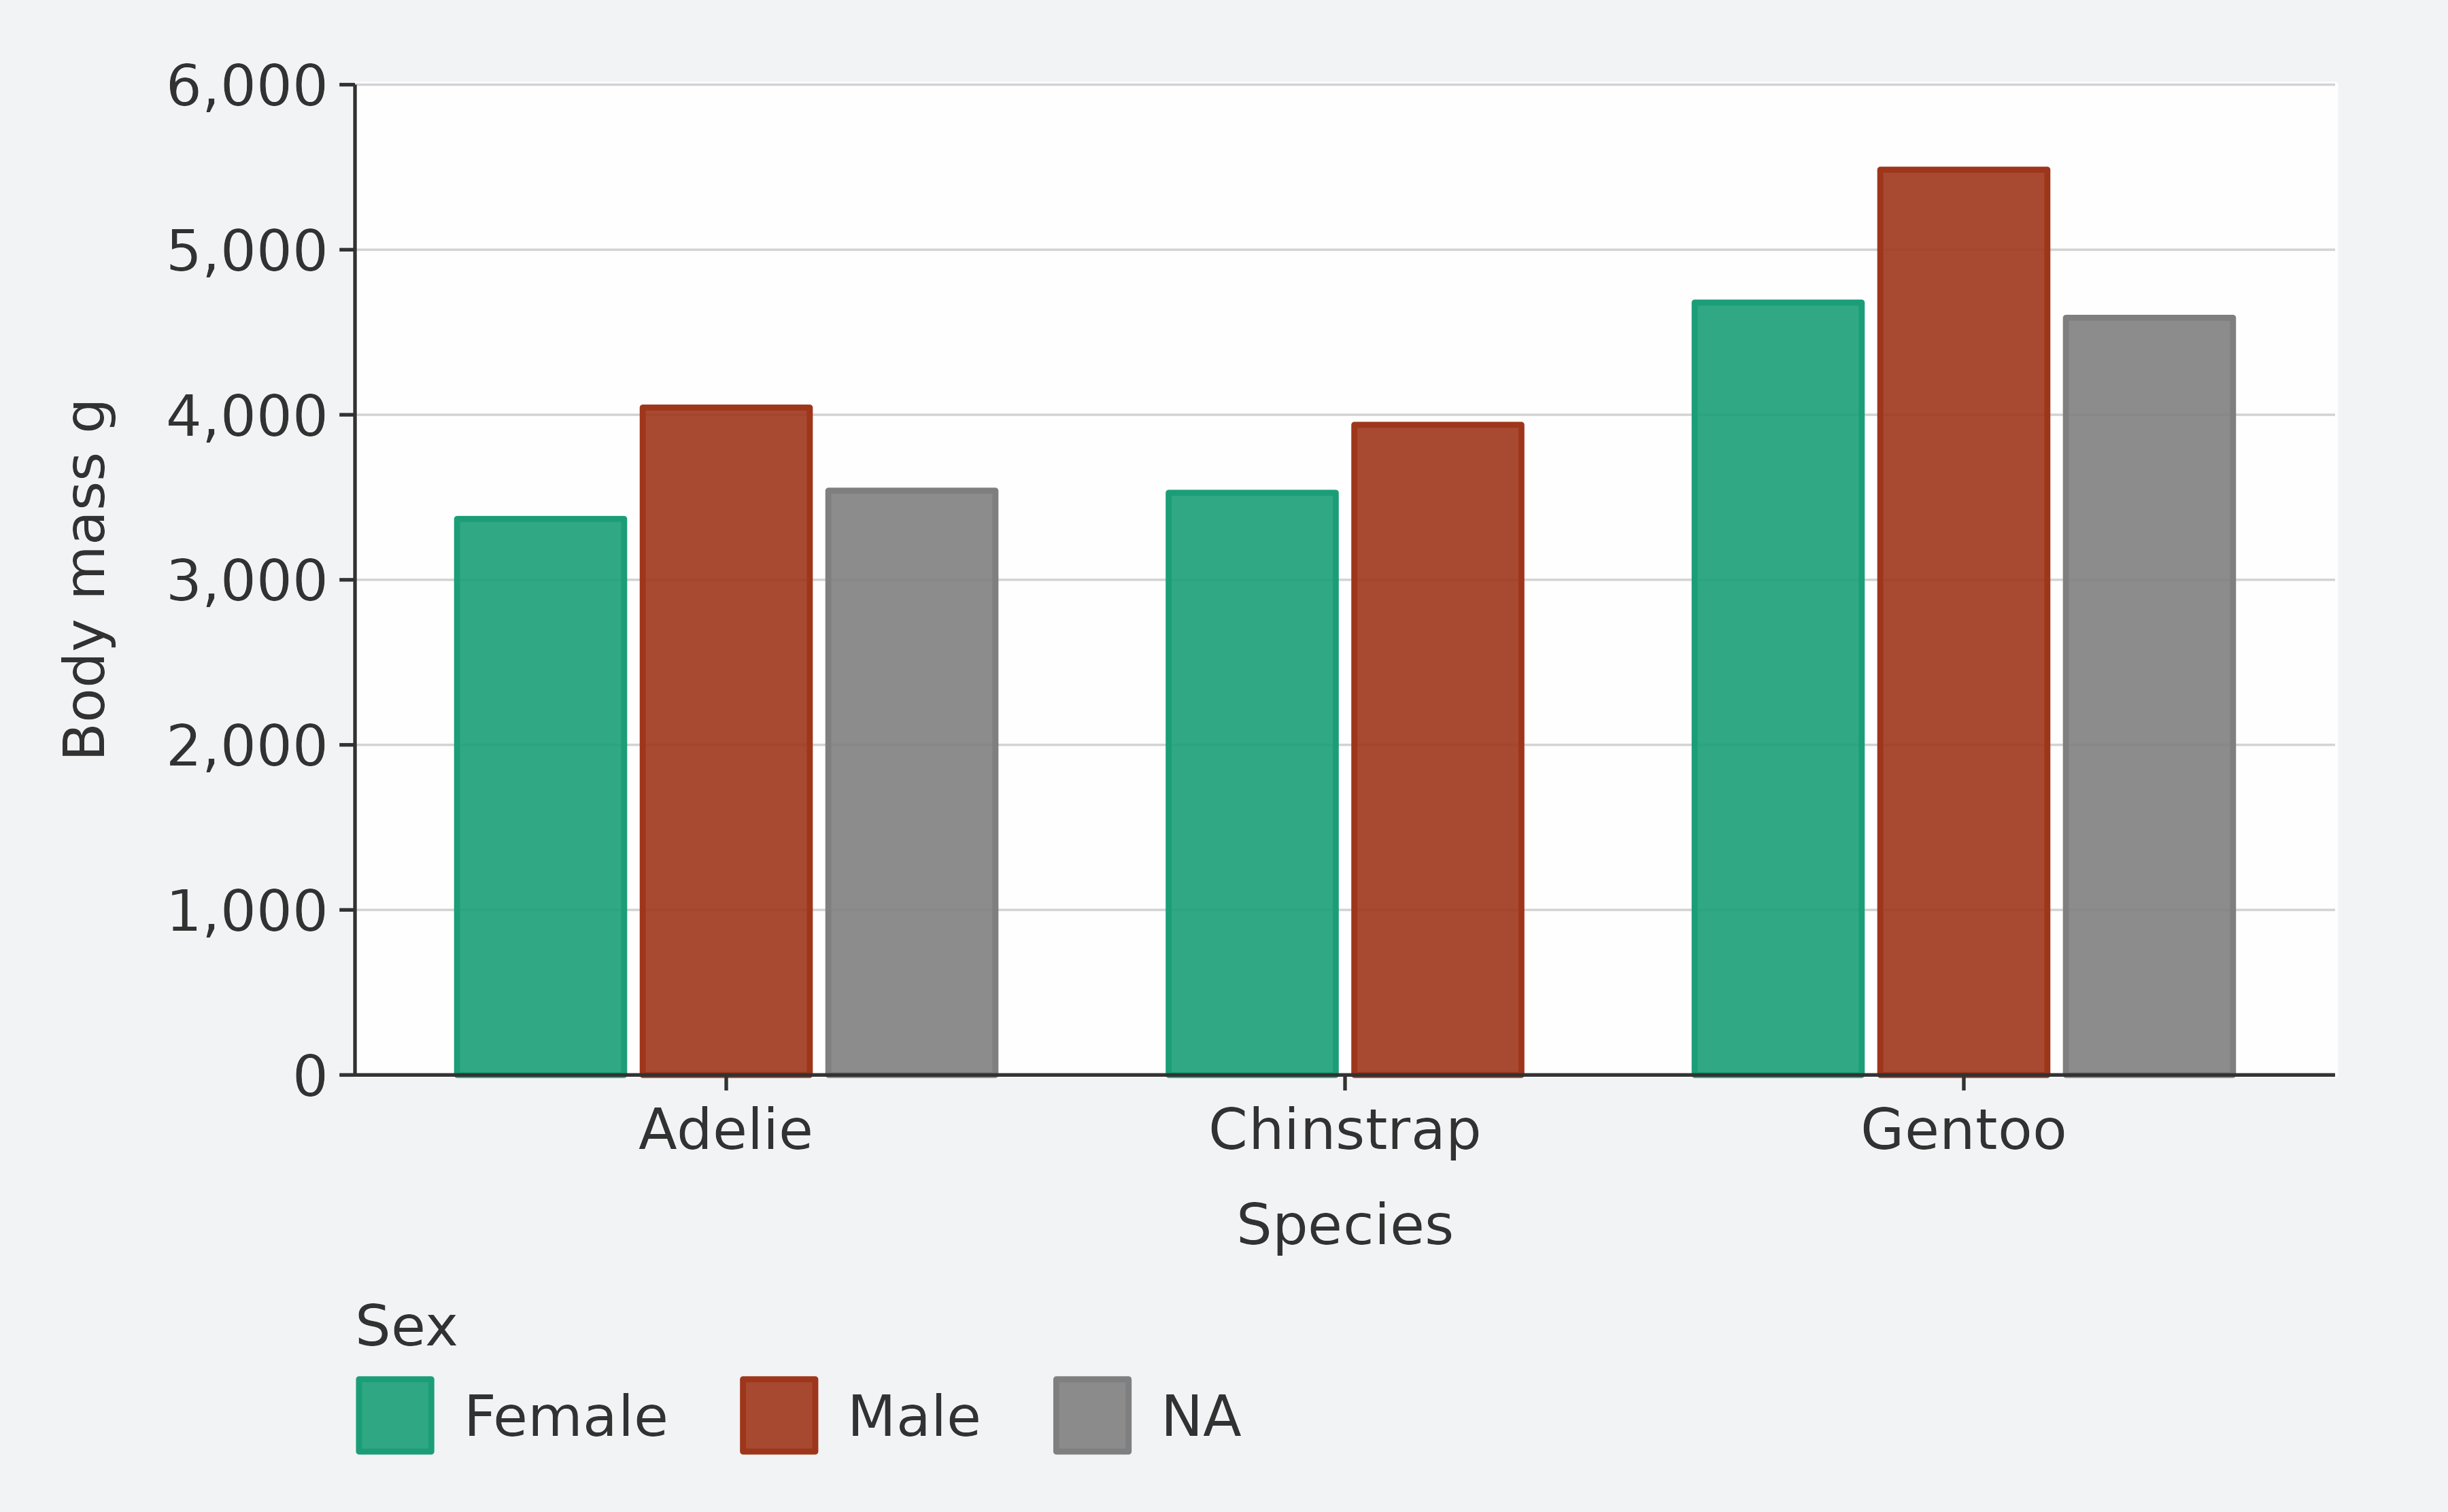 6,000
5,000
4,000
3,000
2,000
1,000
0
Body mass g
Adelie Chinstrap Gentoo
Species
Sex
Female Male NA